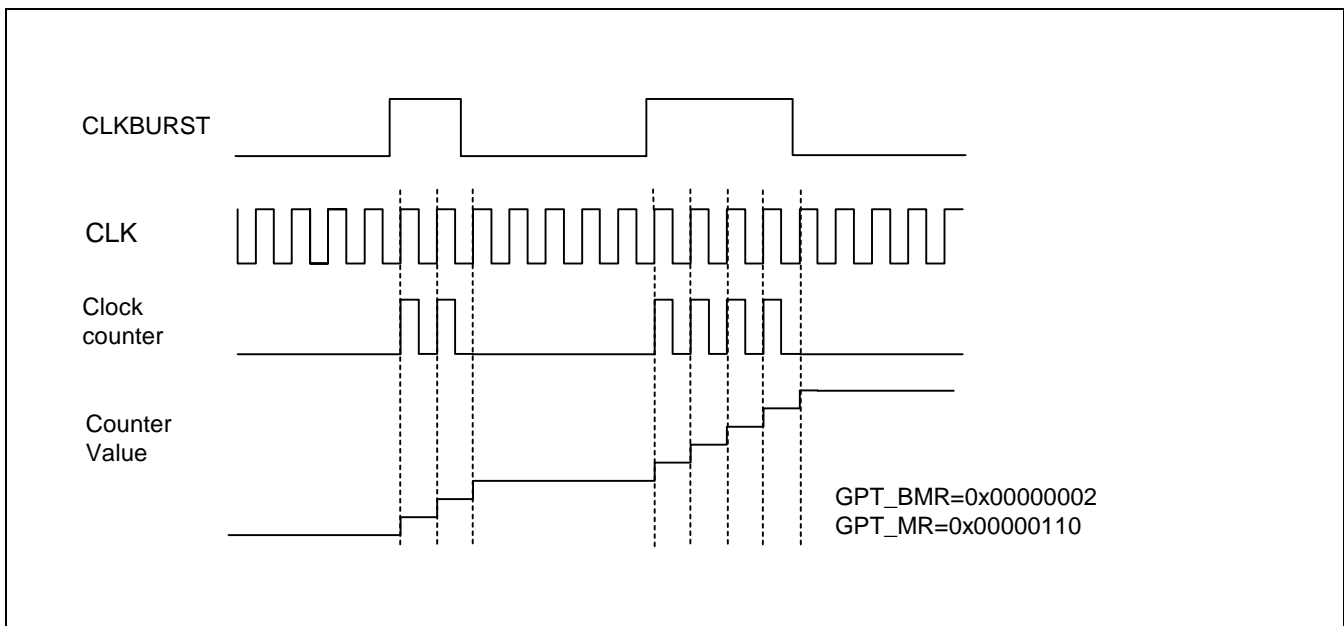 CLKBURST
CLK
Clock
counter
Counter
Value
GPT_BMR=0x00000002
GPT_MR=0x00000110